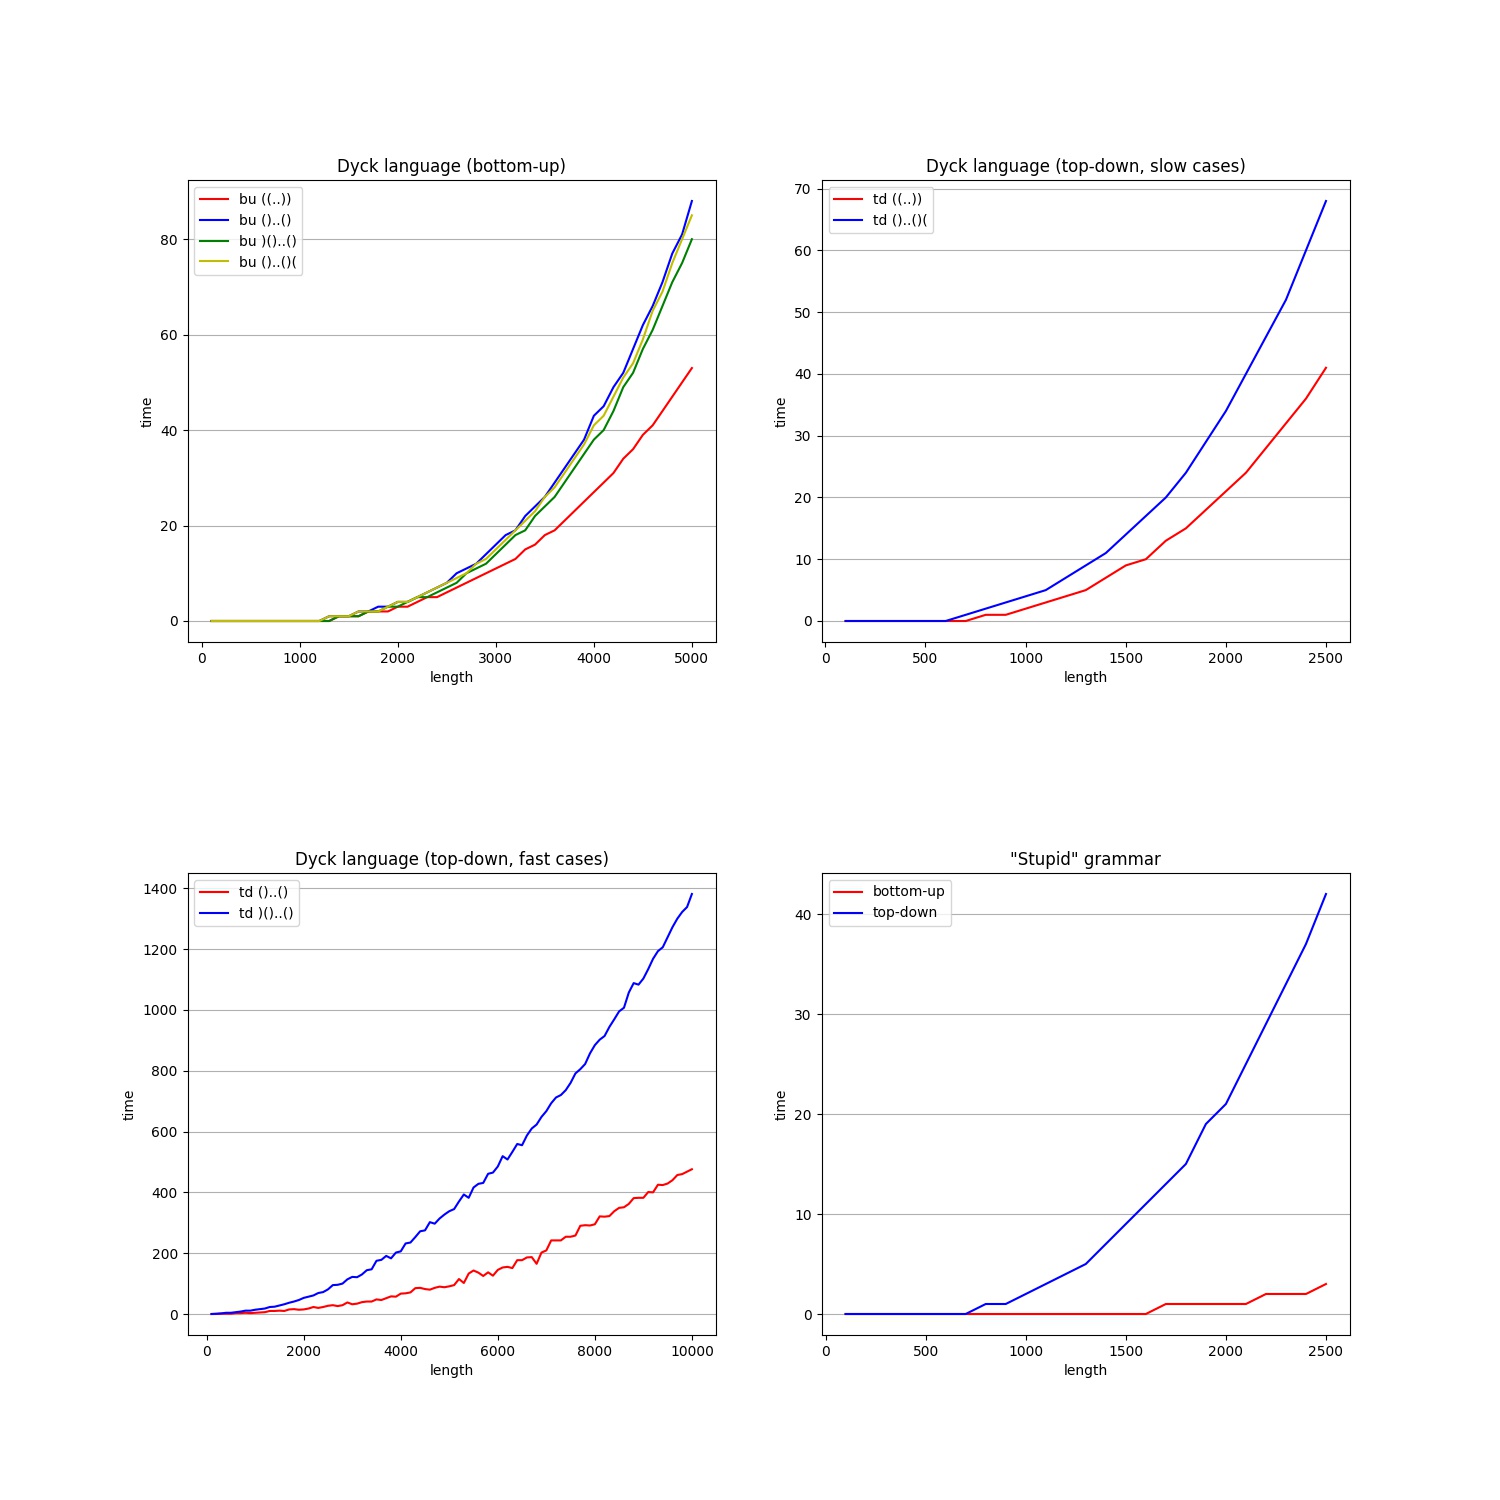 Dyck language (bottom-up)
bu ((..))
bu ()..()
bu )()..()
bu ()..()(
80
60
40
20
0
time
0 1000 2000 3000 4000 5000
length
Dyck language (top-down, slow cases)
td ((..))
td ()..()(
70
60
50
40
30
20
10
0
time
0 500 1000 1500 2000 2500
length
Dyck language (top-down, fast cases)
td ()..()
td )()..()
1400
1200
1000
800
600
400
200
0
time
0 2000 4000 6000 8000 10000
length
"Stupid" grammar
bottom-up
top-down
40
30
20
10
0
time
0 500 1000 1500 2000 2500
length